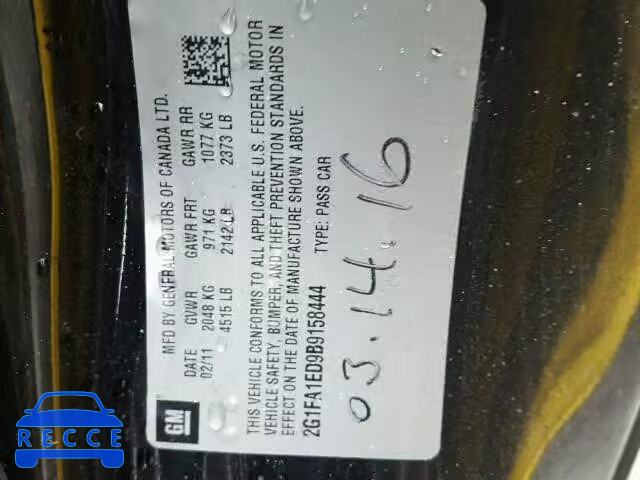 MFD BY GENERAL MOTORS OF CANADA LTD.
DATE GVWR GAWR FRT GAWR RR
02/11 2048 KG 971 KG 1077 KG
4515 LB 2142 LB 2373 LB
THIS VEHICLE CONFORMS TO ALL APPLICABLE U.S. FEDERAL MOTOR
VEHICLE SAFETY, BUMPER, AND THEFT PREVENTION STANDARDS IN
EFFECT ON THE DATE OF MANUFACTURE SHOWN ABOVE.
2G1FA1ED9B9158444 TYPE: PASS CAR
03.14.16
GM
RECCE